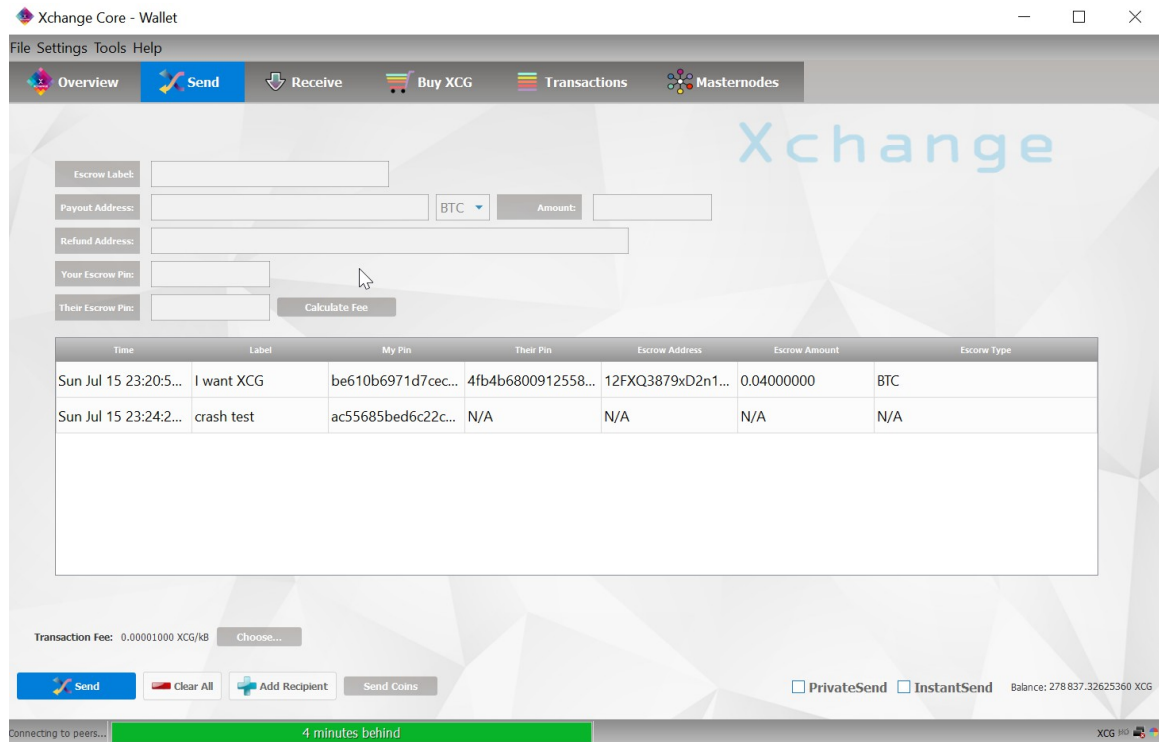 Xchange Core - Wallet
File Settings Tools Help
Overview Send Receive Buy XCG Transactions Masternodes
Xchange
Escrow Label:
Payout Address: BTC Amount:
Refund Address:
Your Escrow Pin:
Their Escrow Pin: Calculate Fee
Time Label My Pin Their Pin Escrow Address Escrow Amount Escorw Type
Sun Jul 15 23:20:5... I want XCG be610b6971d7cec... 4fb4b6800912558... 12FXQ3879xD2n1... 0.04000000 BTC
Sun Jul 15 23:24:2... crash test ac55685bed6c22c... N/A N/A N/A N/A
Transaction Fee: 0.00001000 XCG/kB Choose...
Send Clear All Add Recipient Send Coins PrivateSend InstantSend Balance: 278 837.32625360 XCG
Connecting to peers... 4 minutes behind XCG HD